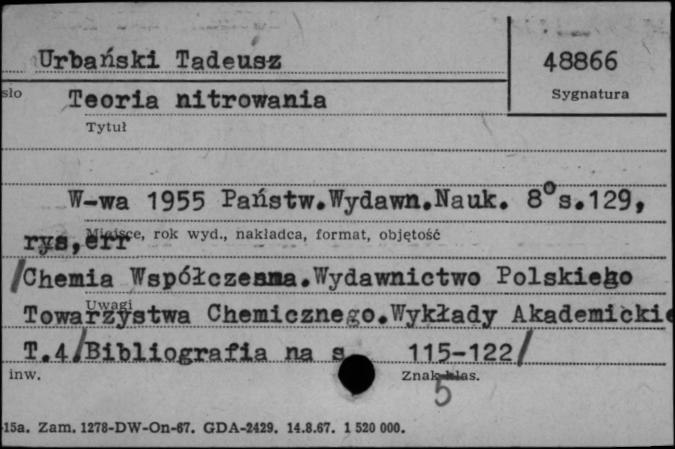 Urbański Tadeusz
48866
sło
Teoria nitrowania
Sygnatura
Tytuł
W-wa 1955 Państw.Wydawn.Nauk. 8° s.129,
rys,err
Miejsce, rok wyd., nakładca, format, objętość
/Chemia Współczesna.Wydawnictwo Polskiego
Uwagi
Towarzystwa Chemicznego.Wykłady Akademickie
T.4/Bibliografia na s 115-122/
inw.
Znak klas.
5
-15a. Zam. 1278-DW-On-67. GDA-2429. 14.8.67. 1 520 000.